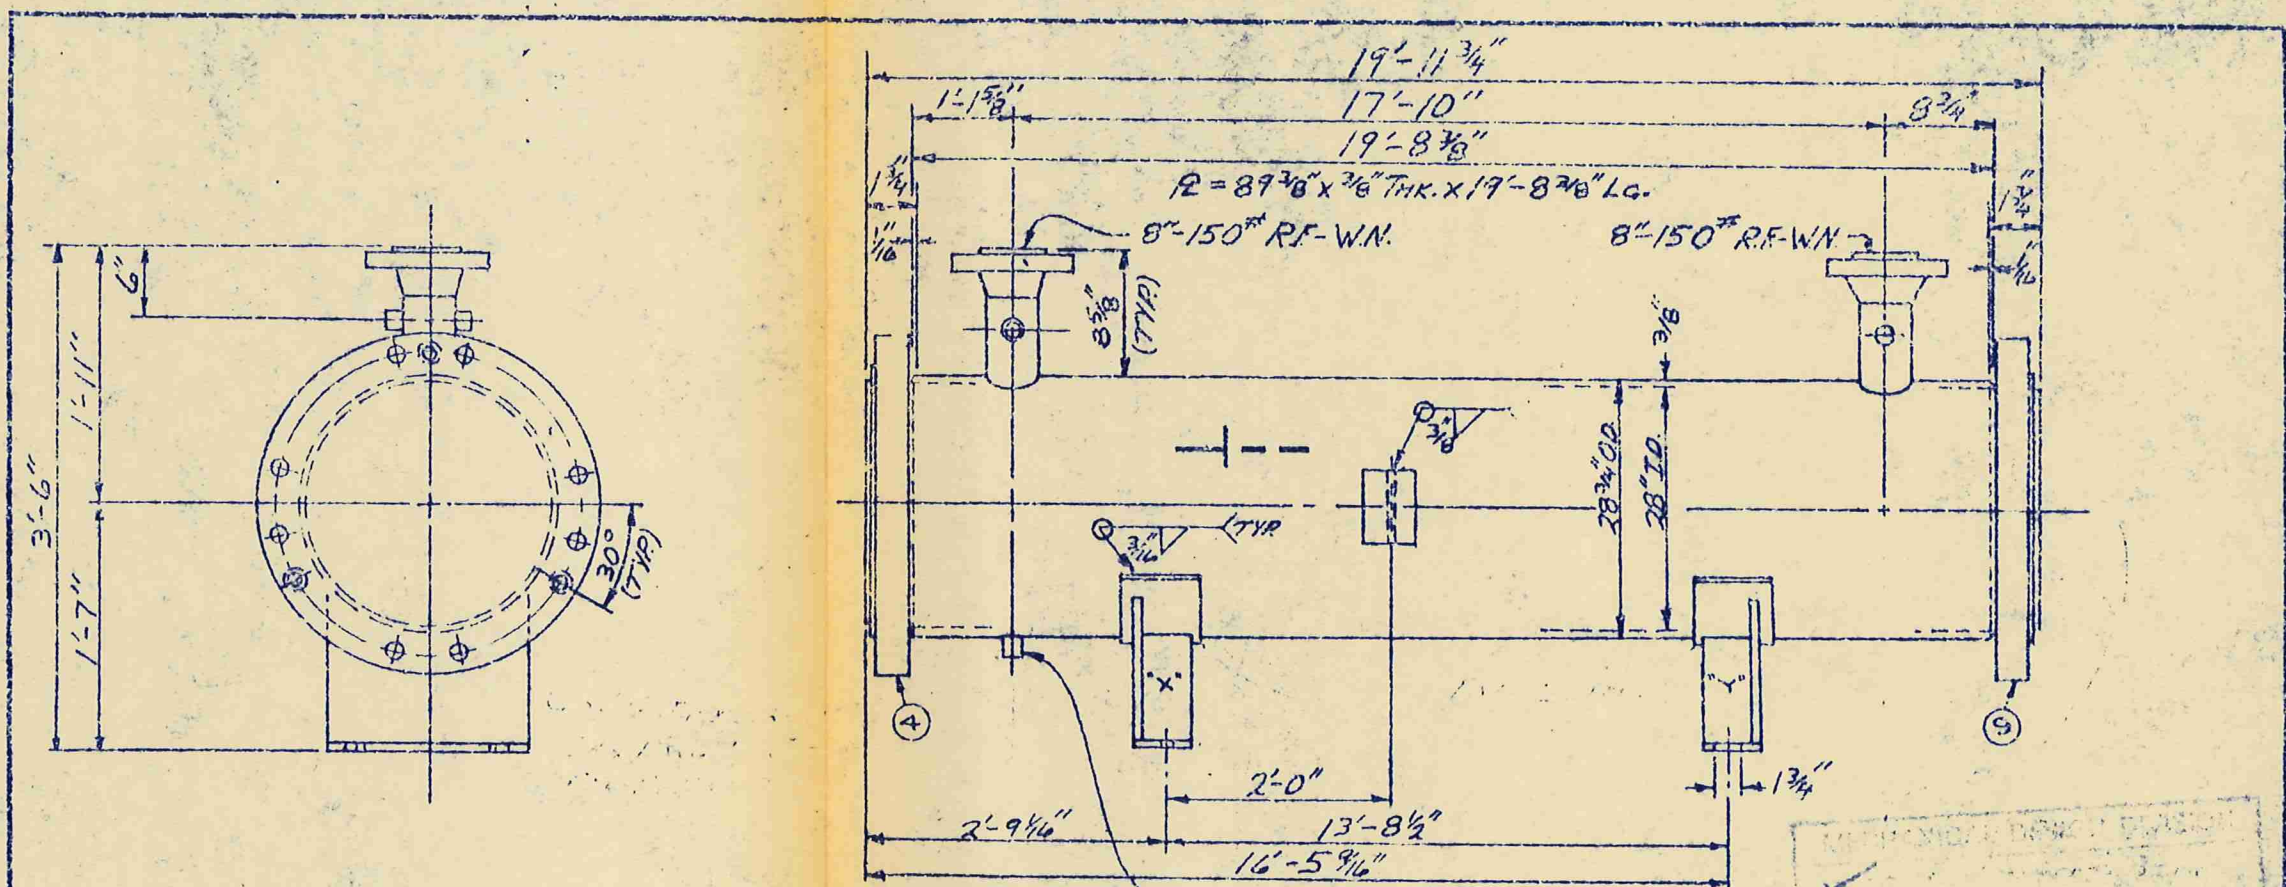 19'-11 3/4"
1'-1 5/8"
17'-10"
8 3/4"
19'-8 3/8"
PL = 89 3/8" x 3/8" THK. x 19'-8 3/8" LG.
1 3/4"
1 3/4"
1/16"
1/16"
8"-150# R.F.-W.N.
8"-150# R.F.-W.N.
6"
1'-11"
3'-6"
1'-7"
30°
(TYP.)
8 5/8"
(TYP.)
3/8"
3/8
28 3/4" O.D.
28" I.D.
3/16"
(TYP.
"X"
"Y"
4
5
2'-0"
1 3/4"
2'-9 1/16"
13'-8 1/2"
16'-5 9/16"